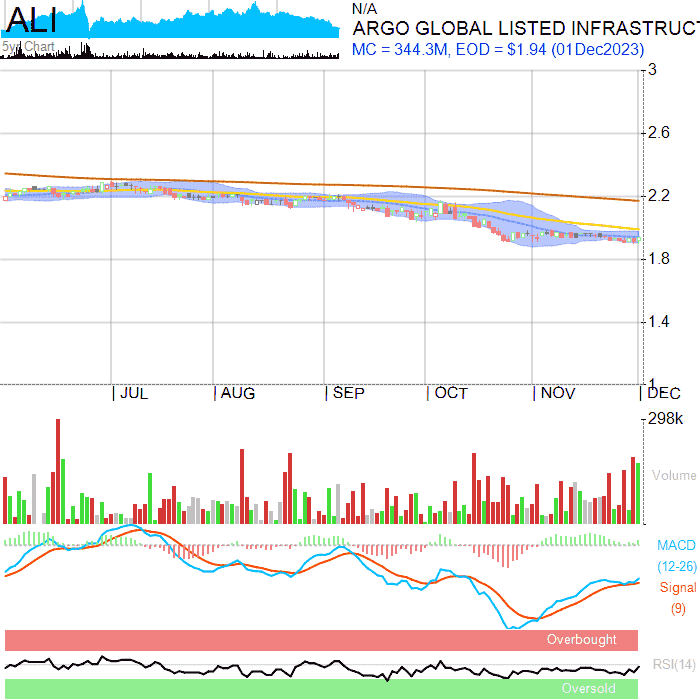 ALI
N/A
ARGO GLOBAL LISTED INFRASTRUCT
5yr Chart
MC = 344.3M, EOD = $1.94 (01Dec2023)
3
2.6
2.2
1.8
1.4
1
JUL AUG SEP OCT NOV DEC
298k
Volume
MACD
(12-26)
Signal
(9)
Overbought
RSI(14)
Oversold